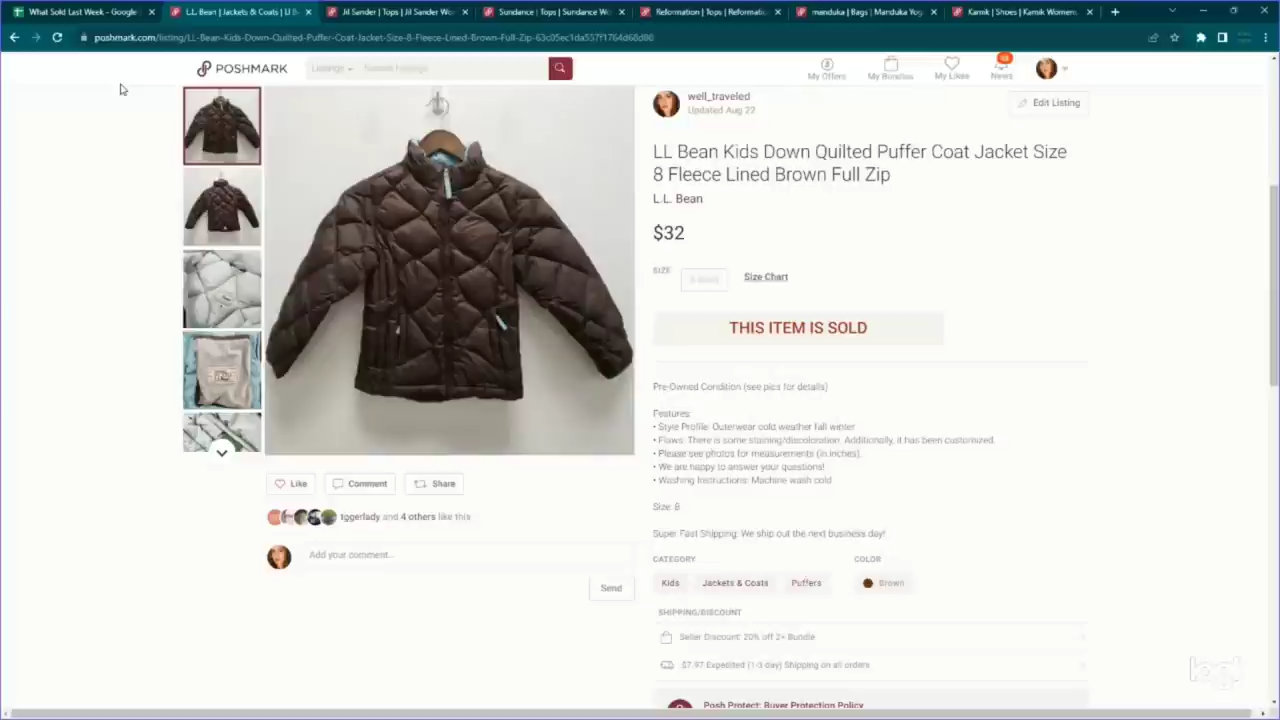 What Sold Last Week - Google
L.L. Bean | Jackets & Coats | Ll B
Jil Sander | Tops | Jil Sander Wo
Sundance | Tops | Sundance Wo
Reformation | Tops | Reformatio
manduka | Bags | Manduka Yog
Kamik | Shoes | Kamik Womens
poshmark.com/listing/LL-Bean-Kids-Down-Quilted-Puffer-Coat-Jacket-Size-8-Fleece-Lined-Brown-Full-Zip-63c05ec1da557f1764d68d86
POSHMARK
Listings
Newest Listings
My Offers
My Bundles
My Likes
News
well_traveled
Updated Aug 22
Edit Listing
LL Bean Kids Down Quilted Puffer Coat Jacket Size
8 Fleece Lined Brown Full Zip
L.L. Bean
$32
SIZE
Size Chart
THIS ITEM IS SOLD
Pre-Owned Condition (see pics for details)
Features:
• Style Profile: Outerwear cold weather fall winter
• Flaws: There is some staining/discoloration. Additionally, it has been customized.
• Please see photos for measurements (in inches).
• We are happy to answer your questions!
• Washing Instructions: Machine wash cold
Size: 8
Super Fast Shipping: We ship out the next business day!
CATEGORY
COLOR
Kids
Jackets & Coats
Puffers
Brown
SHIPPING/DISCOUNT
Seller Discount: 20% off 2+ Bundle
$7.97 Expedited (1-3 day) Shipping on all orders
Posh Protect: Buyer Protection Policy
Like
Comment
Share
tiggerlady and 4 others like this
Add your comment...
Send
logi